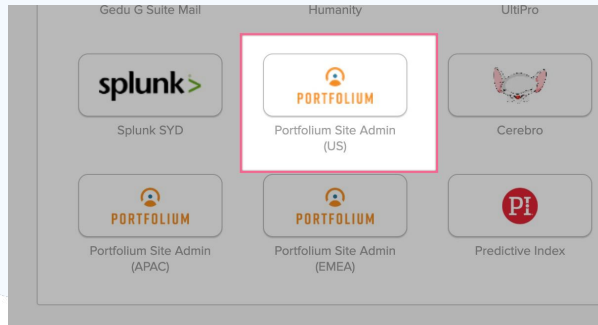 Gedu G Suite Mail
Humanity
UltiPro
splunk>
PORTFOLIUM
Splunk SYD
Portfolium Site Admin
(US)
Cerebro
PORTFOLIUM
PORTFOLIUM
PI
Portfolium Site Admin
(APAC)
Portfolium Site Admin
(EMEA)
Predictive Index